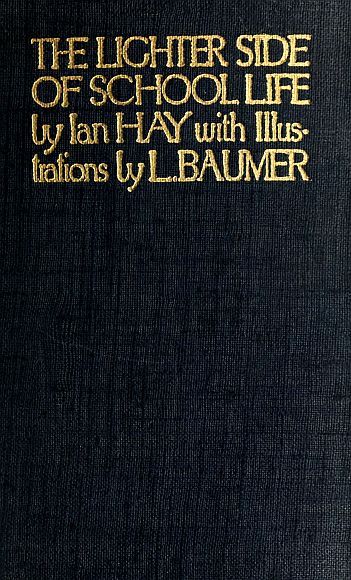 THE LIGHTER SIDE
OF SCHOOL LIFE
by Ian HAY with Illus-
trations by L. BAUMER